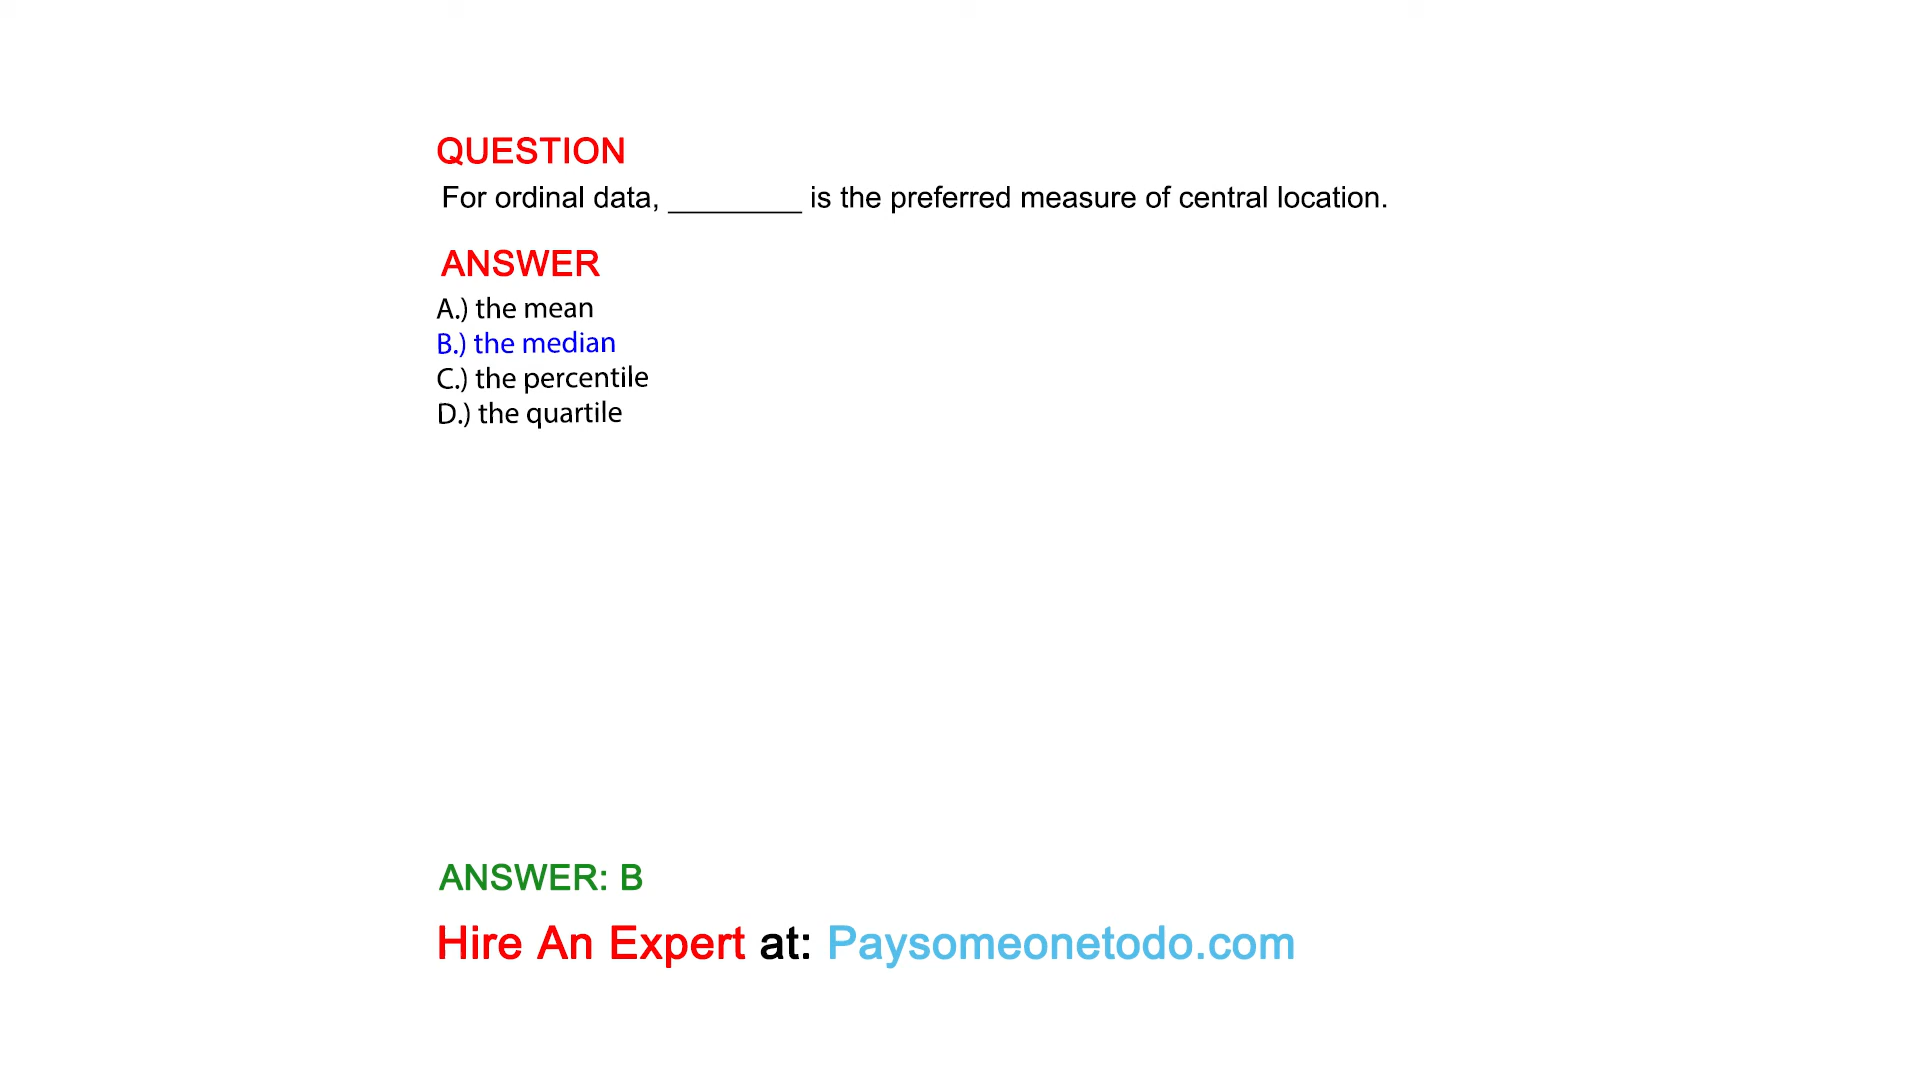 QUESTION
For ordinal data, ________ is the preferred measure of central location.
ANSWER
A.) the mean
B.) the median
C.) the percentile
D.) the quartile
ANSWER: B
Hire An Expert at: Paysomeonetodo.com